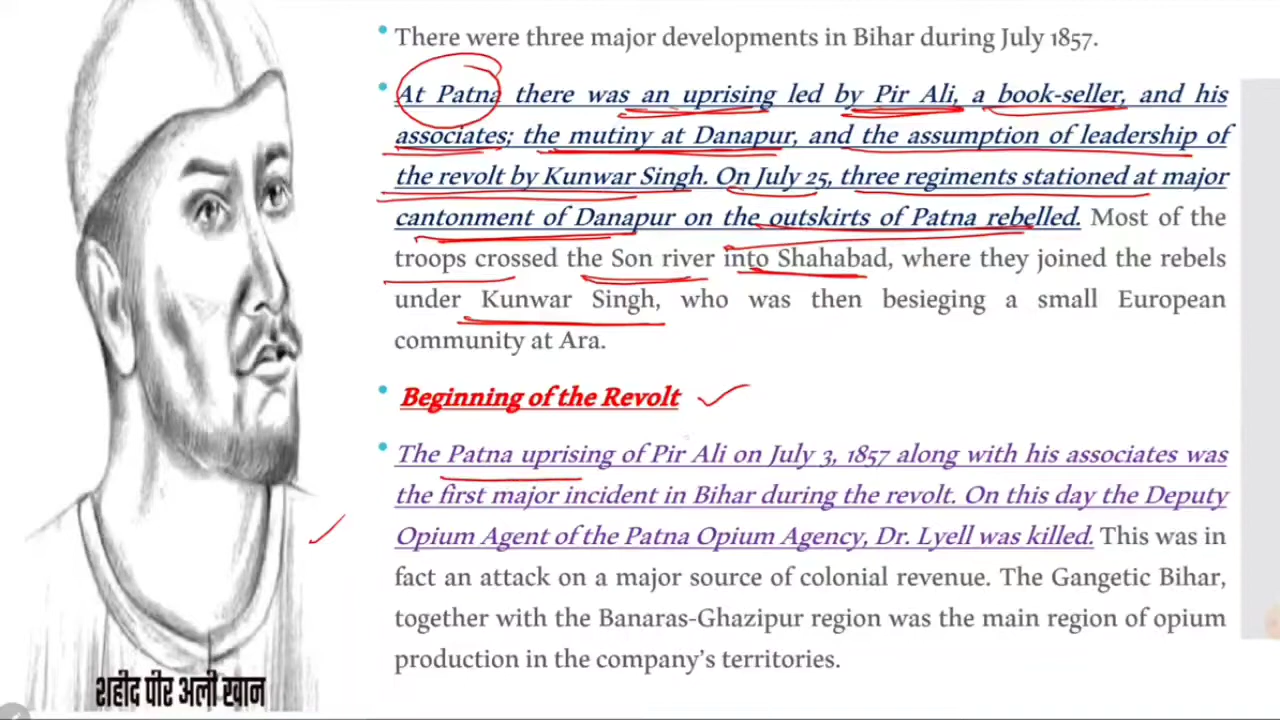 There were three major developments in Bihar during July 1857.
At Patna there was an uprising led by Pir Ali, a book-seller, and his
associates; the mutiny at Danapur, and the assumption of leadership of
the revolt by Kunwar Singh. On July 25, three regiments stationed at major
cantonment of Danapur on the outskirts of Patna rebelled. Most of the
troops crossed the Son river into Shahabad, where they joined the rebels
under Kunwar Singh, who was then besieging a small European
community at Ara.
Beginning of the Revolt
The Patna uprising of Pir Ali on July 3, 1857 along with his associates was
the first major incident in Bihar during the revolt. On this day the Deputy
Opium Agent of the Patna Opium Agency, Dr. Lyell was killed. This was in
fact an attack on a major source of colonial revenue. The Gangetic Bihar,
together with the Banaras-Ghazipur region was the main region of opium
production in the company's territories.
शहीद पीर अली खान